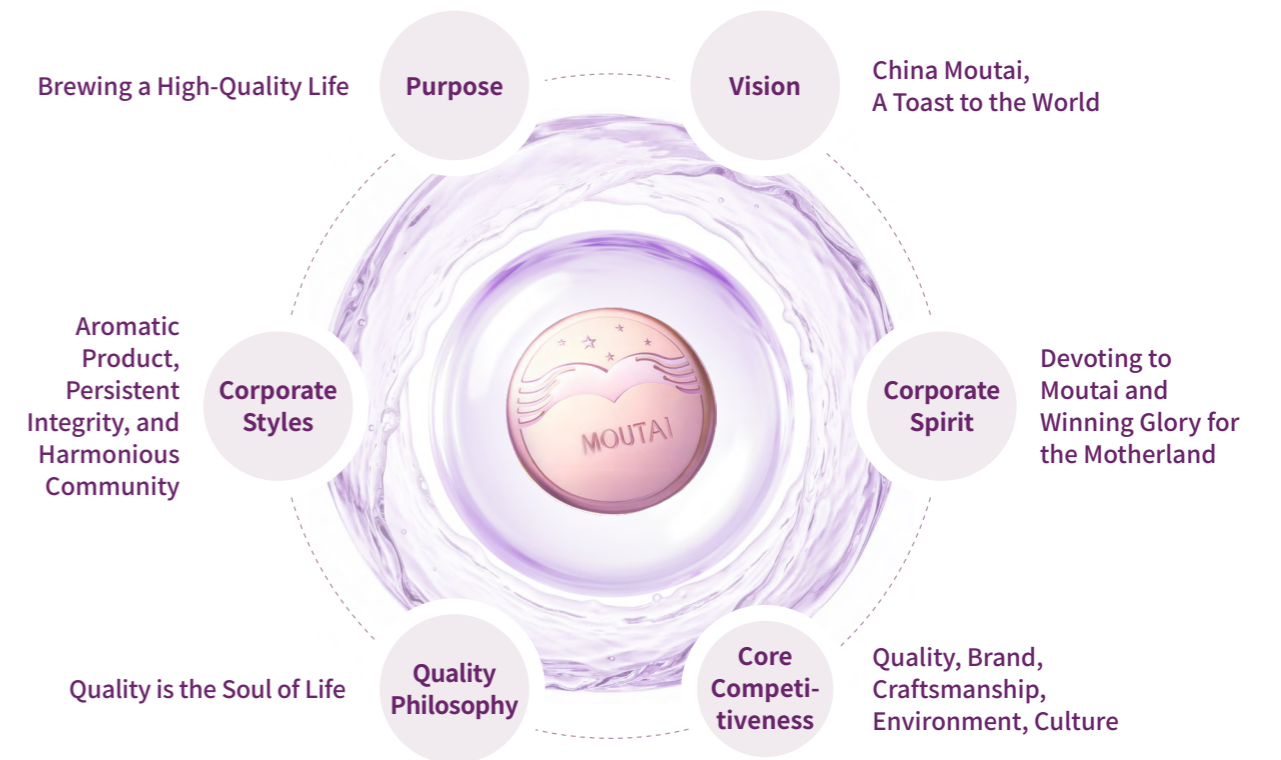 Brewing a High-Quality Life
Purpose
Vision
China Moutai,
A Toast to the World
Aromatic
Product,
Persistent
Integrity, and
Harmonious
Community
Corporate
Styles
MOUTAI
Corporate
Spirit
Devoting to
Moutai and
Winning Glory for
the Motherland
Quality is the Soul of Life
Quality
Philosophy
Core
Competi-
tiveness
Quality, Brand,
Craftsmanship,
Environment, Culture